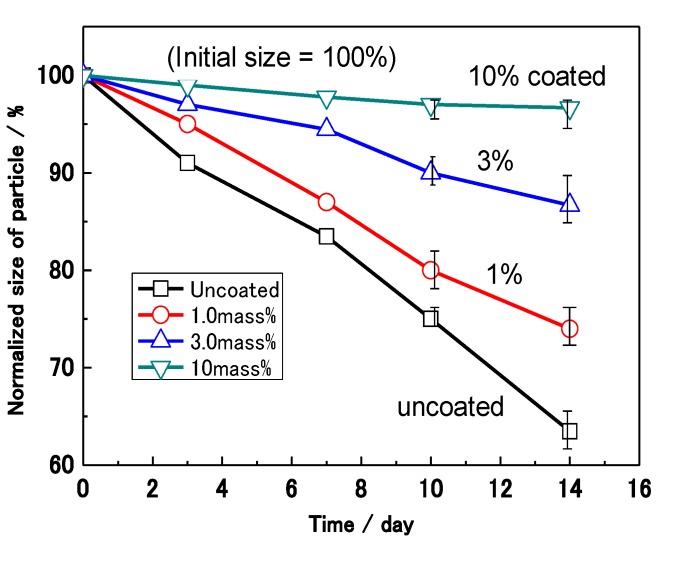 (Initial size = 100%)
10% coated
3%
1%
uncoated
Uncoated
1.0mass%
3.0mass%
10mass%
Normalized size of particle / %
100
90
80
70
60
0 2 4 6 8 10 12 14 16
Time / day